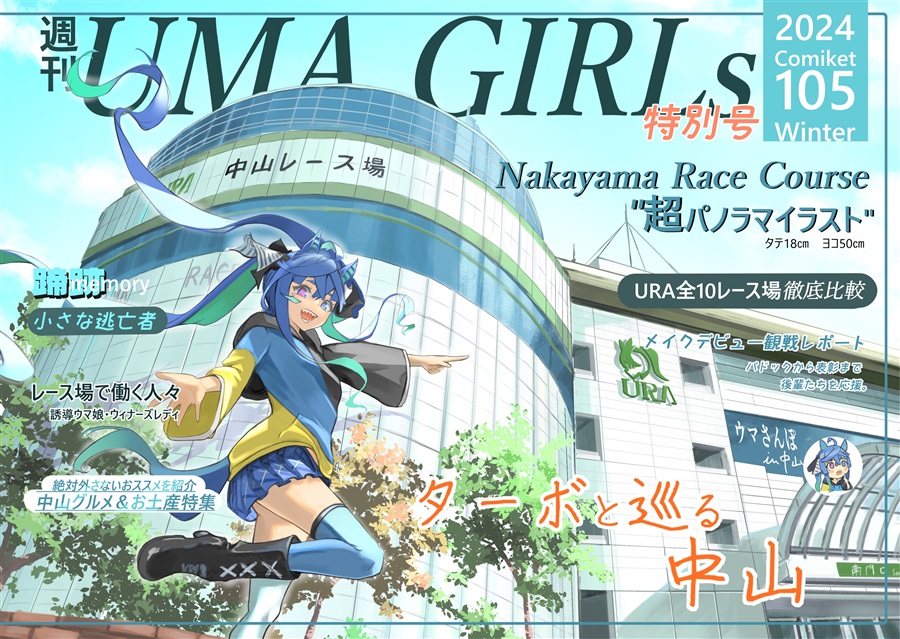 週刊
UMA GIRLs
特別号
2024
Comiket
105
Winter
Nakayama Race Course
"超パノラマイラスト"
タテ18㎝ ヨコ50㎝
URA
中山レース場
RAC
蹄跡
memory
小さな逃亡者
URA全10レース場徹底比較
メイクデビュー観戦レポート
パドックから表彰まで
後輩たちを応援。
URA
レース場で働く人々
誘導ウマ娘・ウィナーズレディ
ウマさんぽ
in中山
絶対外さないおススメを紹介
中山グルメ&お土産特集
ターボと巡る
中山
南門口